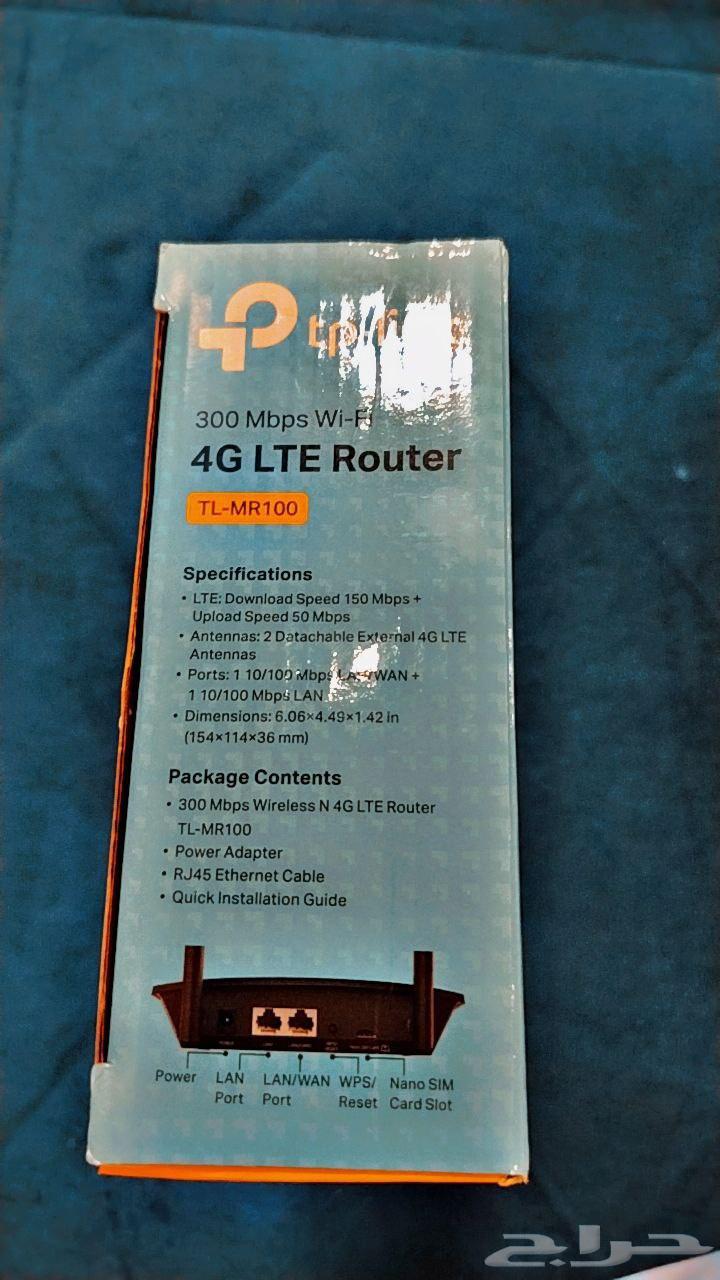 tp-link
300 Mbps Wi-Fi
4G LTE Router
TL-MR100
Specifications
• LTE: Download Speed 150 Mbps +
Upload Speed 50 Mbps
• Antennas: 2 Datachable External 4G LTE
Antennas
• Ports: 1 10/100 Mbps LAN/WAN +
1 10/100 Mbps LAN
• Dimensions: 6.06×4.49×1.42 in
(154×114×36 mm)
Package Contents
• 300 Mbps Wireless N 4G LTE Router
TL-MR100
• Power Adapter
• RJ45 Ethernet Cable
• Quick Installation Guide
Power LAN LAN/WAN WPS/ Nano SIM
Port Port Reset Card Slot
حراج